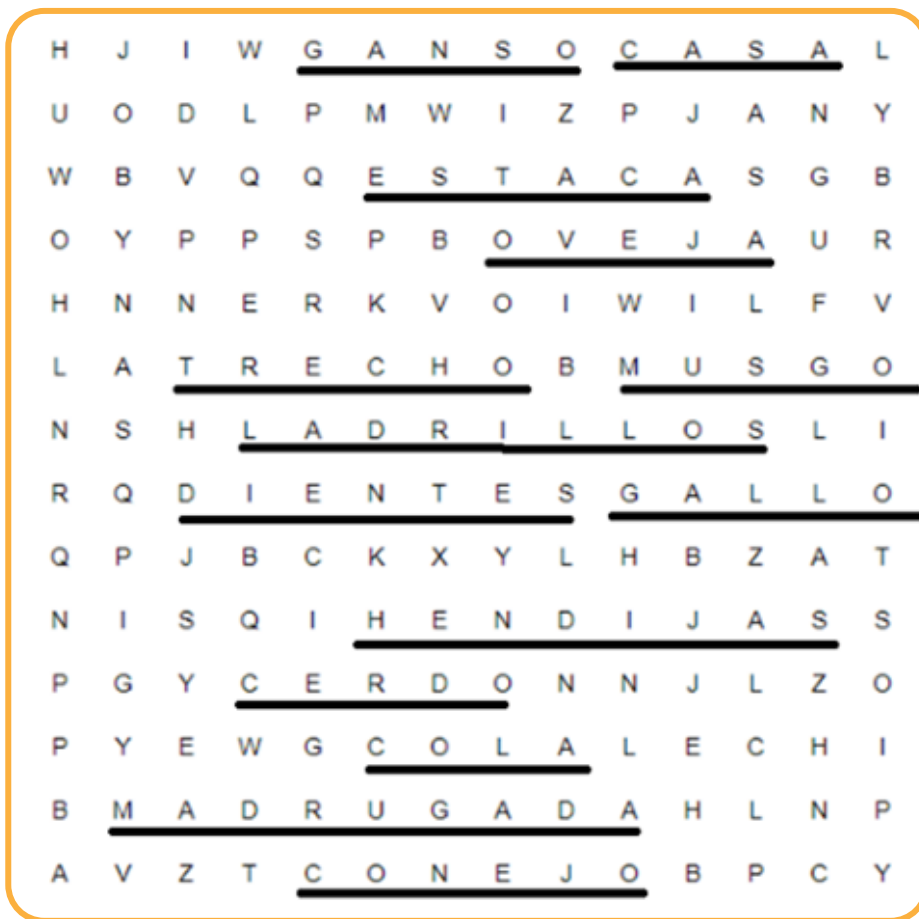 H J I W G A N S O C A S A L
U O D L P M W I Z P J A N Y
W B V Q Q E S T A C A S G B
O Y P P S P B O V E J A U R
H N N E R K V O I W I L F V
L A T R E C H O B M U S G O
N S H L A D R I L L O S L I
R Q D I E N T E S G A L L O
Q P J B C K X Y L H B Z A T
N I S Q I H E N D I J A S S
P G Y C E R D O N N J L Z O
P Y E W G C O L A L E C H I
B M A D R U G A D A H L N P
A V Z T C O N E J O B P C Y